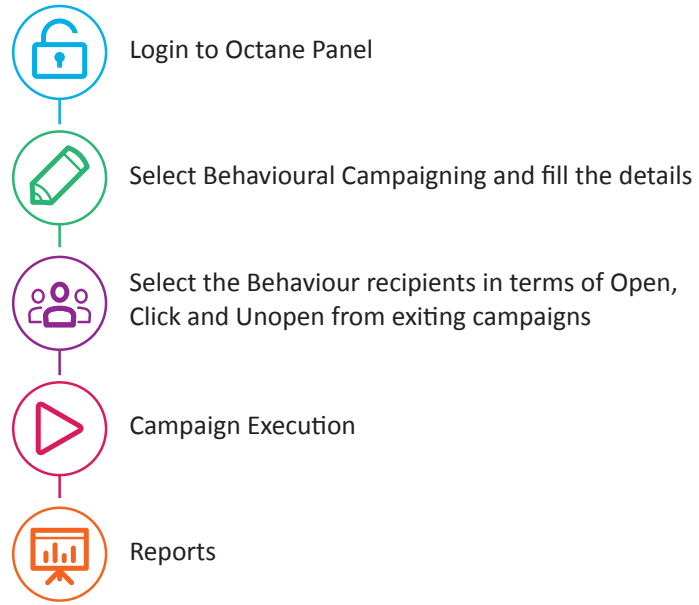 Login to Octane Panel
Select Behavioural Campaigning and fill the details
Select the Behaviour recipients in terms of Open,
Click and Unopen from exiting campaigns
Campaign Execution
Reports